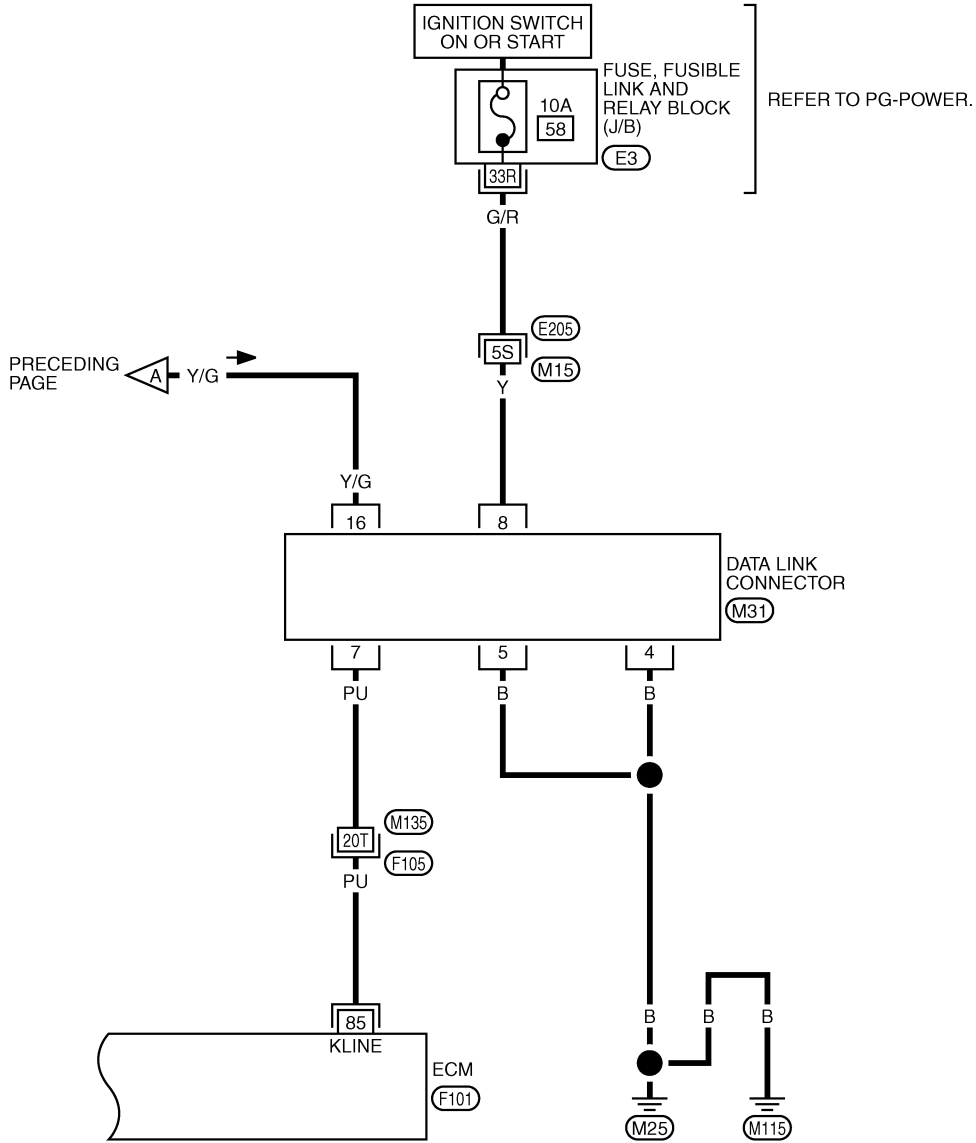 IGNITION SWITCH
ON OR START
FUSE, FUSIBLE
LINK AND
RELAY BLOCK
(J/B)
E3
10A
58
REFER TO PG-POWER.
33R
G/R
E205
5S
M15
Y
PRECEDING
PAGE
A
Y/G
Y/G
16
8
DATA LINK
CONNECTOR
M31
7
5
4
PU
B
B
M135
20T
F105
PU
85
KLINE
ECM
F101
B
B
B
M25
M115